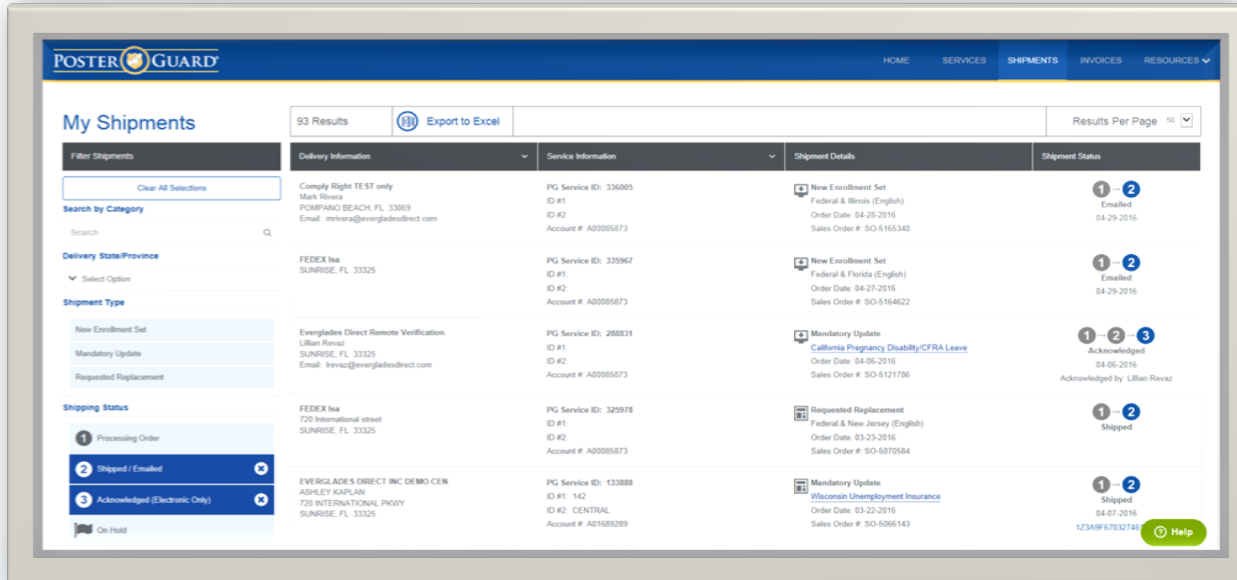 POSTER GUARD®
HOME
SERVICES
SHIPMENTS
INVOICES
RESOURCES
My Shipments
93 Results
Export to Excel
Results Per Page 50
Filter Shipments
Clear All Selections
Search by Category
Search
Delivery State/Province
Select Option
Shipment Type
New Enrollment Set
Mandatory Update
Requested Replacement
Shipping Status
1 Processing Order
2 Shipped / Emailed
3 Acknowledged (Electronic Only)
On Hold
Delivery Information
Service Information
Shipment Details
Shipment Status
Comply Right TEST only
Mark Rivera
POMPANO BEACH, FL 33069
Email: mrivera@evergladesdirect.com
PG Service ID: 336005
ID #1
ID #2
Account #: A00085873
New Enrollment Set
Federal & Illinois (English)
Order Date: 04-28-2016
Sales Order #: SO-5165348
1 2
Emailed
04-29-2016
FEDEX Isa
SUNRISE, FL 33325
PG Service ID: 335967
ID #1:
ID #2:
Account #: A00085873
New Enrollment Set
Federal & Florida (English)
Order Date: 04-27-2016
Sales Order #: SO-5164622
1 2
Emailed
04-29-2016
Everglades Direct Remote Verification
Lillian Revaz
SUNRISE, FL 33325
Email: lrevaz@evergladesdirect.com
PG Service ID: 288831
ID #1
ID #2
Account #: A00085873
Mandatory Update
California Pregnancy Disability/CFRA Leave
Order Date: 04-06-2016
Sales Order #: SO-5121786
1 2 3
Acknowledged
04-06-2016
Acknowledged by: Lillian Revaz
FEDEX Isa
720 International street
SUNRISE, FL 33325
PG Service ID: 325978
ID #1:
ID #2:
Account #: A00085873
Requested Replacement
Federal & New Jersey (English)
Order Date: 03-23-2016
Sales Order #: SO-5070584
1 2
Shipped
EVERGLADES DIRECT INC DEMO CEN
ASHLEY KAPLAN
720 INTERNATIONAL PKWY
SUNRISE, FL 33325
PG Service ID: 133888
ID #1: 142
ID #2: CENTRAL
Account #: A01689289
Mandatory Update
Wisconsin Unemployment Insurance
Order Date: 03-22-2016
Sales Order #: SO-5066143
1 2
Shipped
04-07-2016
Help